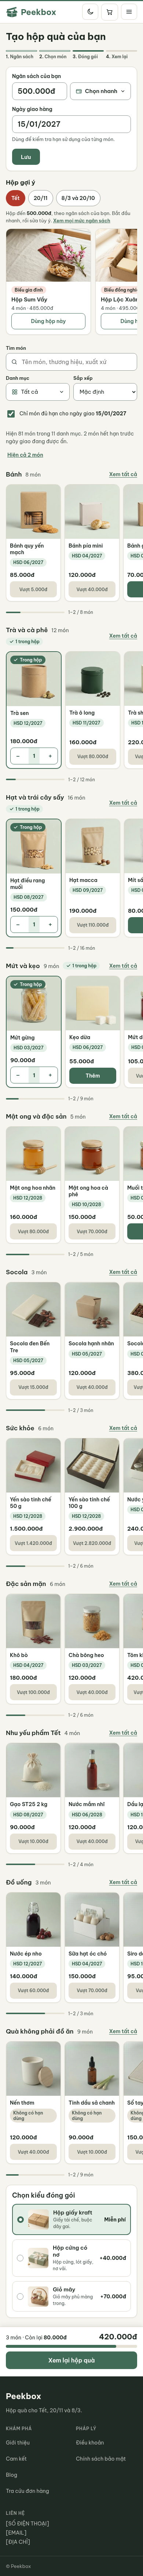 Peekbox
Tạo hộp quà của bạn
1. Ngân sách
2. Chọn món
3. Đóng gói
4. Xem lại
Ngân sách của bạn
500.000đ
Chọn nhanh
Ngày giao hàng
15/01/2027
Dùng để kiểm tra hạn sử dụng của từng món.
Lưu
Hộp gợi ý
Tết
20/11
8/3 và 20/10
Hộp đến 500.000đ, theo ngân sách của bạn. Bắt đầu nhanh, rồi sửa tùy ý. Xem mọi mức ngân sách
Biếu gia đình
Hộp Sum Vầy
4 món · 485.000đ
Dùng hộp này
Biếu đồng nghi
Hộp Lộc Xuân
Tìm món
Tìm món, thương hiệu, xuất xứ
Danh mục
Tất cả
Sắp xếp
Mặc định
Chỉ món đủ hạn cho ngày giao 15/01/2027
Hiện 81 món trong 11 danh mục. 2 món hết hạn trước ngày giao đang được ẩn.
Hiện cả 2 món
Bánh 8 món
Xem tất cả
Bánh quy yến mạch
HSD 06/2027
85.000đ
Vượt 5.000đ
Bánh pía mini
HSD 04/2027
120.000đ
Vượt 40.000đ
1–2 / 8 món
Trà và cà phê 12 món
Xem tất cả
1 trong hộp
Trong hộp
Trà sen
HSD 12/2027
180.000đ
− 1 +
Trà ô long
HSD 11/2027
160.000đ
Vượt 80.000đ
1–2 / 12 món
Hạt và trái cây sấy 16 món
Xem tất cả
1 trong hộp
Trong hộp
Hạt điều rang muối
HSD 08/2027
150.000đ
− 1 +
Hạt macca
HSD 09/2027
190.000đ
Vượt 110.000đ
1–2 / 16 món
Mứt và kẹo 9 món
1 trong hộp
Xem tất cả
Trong hộp
Mứt gừng
HSD 03/2027
90.000đ
− 1 +
Kẹo dừa
HSD 06/2027
55.000đ
Thêm
1–2 / 9 món
Mật ong và đặc sản 5 món
Xem tất cả
Mật ong hoa nhãn
HSD 12/2028
160.000đ
Vượt 80.000đ
Mật ong hoa cà phê
HSD 10/2028
150.000đ
Vượt 70.000đ
1–2 / 5 món
Socola 3 món
Xem tất cả
Socola đen Bến Tre
HSD 05/2027
95.000đ
Vượt 15.000đ
Socola hạnh nhân
HSD 05/2027
120.000đ
Vượt 40.000đ
1–2 / 3 món
Sức khỏe 6 món
Xem tất cả
Yến sào tinh chế 50 g
HSD 12/2028
1.500.000đ
Vượt 1.420.000đ
Yến sào tinh chế 100 g
HSD 12/2028
2.900.000đ
Vượt 2.820.000đ
1–2 / 6 món
Đặc sản mặn 6 món
Xem tất cả
Khô bò
HSD 04/2027
180.000đ
Vượt 100.000đ
Chà bông heo
HSD 03/2027
120.000đ
Vượt 40.000đ
1–2 / 6 món
Nhu yếu phẩm Tết 4 món
Xem tất cả
Gạo ST25 2 kg
HSD 08/2027
90.000đ
Vượt 10.000đ
Nước mắm nhỉ
HSD 06/2028
120.000đ
Vượt 40.000đ
1–2 / 4 món
Đồ uống 3 món
Xem tất cả
Nước ép nho
HSD 12/2027
140.000đ
Vượt 60.000đ
Sữa hạt óc chó
HSD 04/2027
150.000đ
Vượt 70.000đ
1–2 / 3 món
Quà không phải đồ ăn 9 món
Xem tất cả
Nến thơm
Không có hạn dùng
120.000đ
Vượt 40.000đ
Tinh dầu sả chanh
Không có hạn dùng
90.000đ
Vượt 10.000đ
1–2 / 9 món
Chọn kiểu đóng gói
Hộp giấy kraft
Giấy tái chế, buộc dây gai.
Miễn phí
Hộp cứng có nơ
Hộp cứng, lót giấy, nơ vải.
+40.000đ
Giỏ mây
Giỏ mây phủ màng trong.
+70.000đ
3 món · Còn lại 80.000đ
420.000đ
Xem lại hộp quà
Peekbox
Hộp quà cho Tết, 20/11 và 8/3.
KHÁM PHÁ
Giới thiệu
Cam kết
Blog
Tra cứu đơn hàng
PHÁP LÝ
Điều khoản
Chính sách bảo mật
LIÊN HỆ
[SỐ ĐIỆN THOẠI]
[EMAIL]
[ĐỊA CHỈ]
© Peekbox